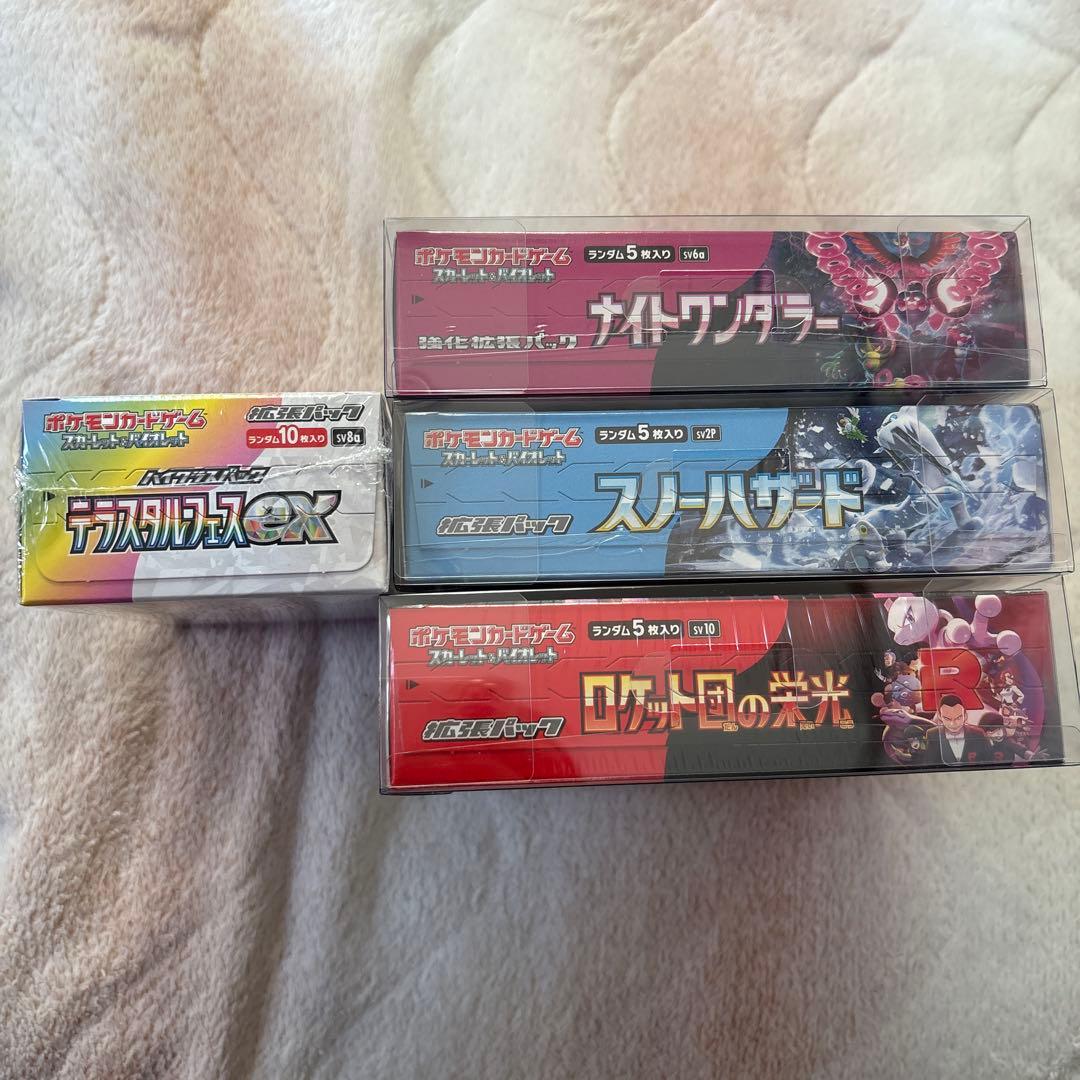 ポケモンカードゲーム
スカーレット&バイオレット
ランダム5枚入り sv6a
強化拡張パック
ナイトワンダラー
ポケモンカードゲーム
スカーレット&バイオレット
拡張パック
ランダム10枚入り sv8a
ハイクラスパック
テラスタルフェスex
ポケモンカードゲーム
スカーレット&バイオレット
ランダム5枚入り sv2P
拡張パック
スノーハザード
ポケモンカードゲーム
スカーレット&バイオレット
ランダム5枚入り sv10
拡張パック
ロケット団の栄光
だん えいこう
R